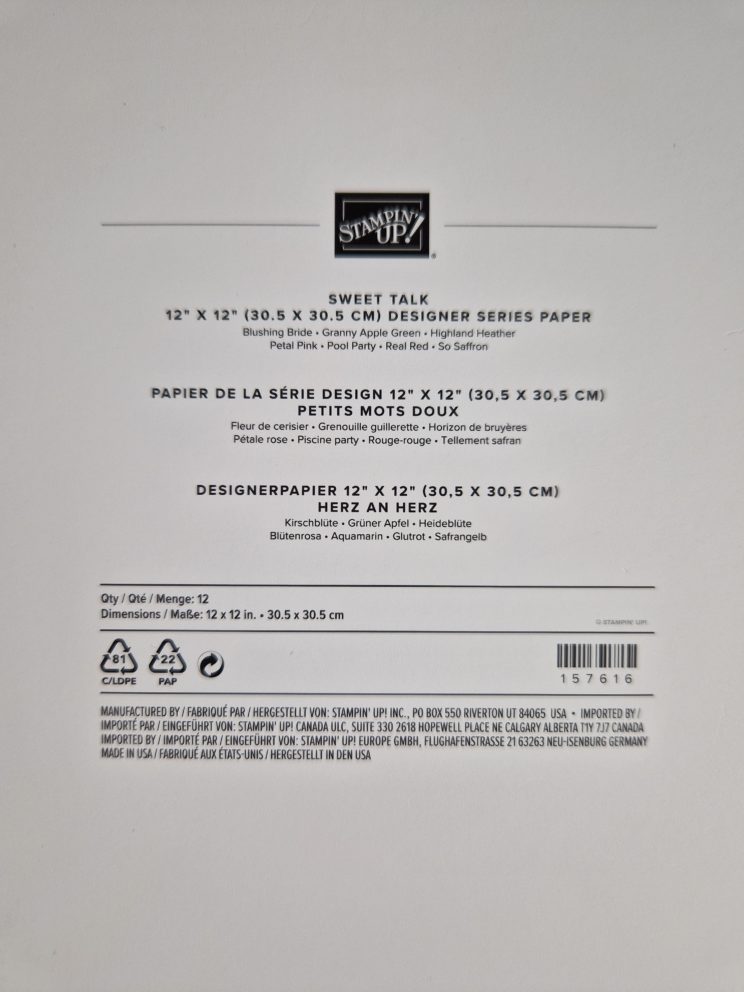 STAMPIN' UP!®
SWEET TALK
12" X 12" (30.5 X 30.5 CM) DESIGNER SERIES PAPER
Blushing Bride • Granny Apple Green • Highland Heather
Petal Pink • Pool Party • Real Red • So Saffron
PAPIER DE LA SÉRIE DESIGN 12" X 12" (30,5 X 30,5 CM)
PETITS MOTS DOUX
Fleur de cerisier • Grenouille guillerette • Horizon de bruyères
Pétale rose • Piscine party • Rouge-rouge • Tellement safran
DESIGNERPAPIER 12" X 12" (30,5 X 30,5 CM)
HERZ AN HERZ
Kirschblüte • Grüner Apfel • Heideblüte
Blütenrosa • Aquamarin • Glutrot • Safrangelb
Qty / Qté / Menge: 12
Dimensions / Maße: 12 x 12 in. • 30.5 x 30.5 cm
© STAMPIN' UP!.
81
C/LDPE
22
PAP
157616
MANUFACTURED BY / FABRIQUÉ PAR / HERGESTELLT VON: STAMPIN' UP! INC., PO BOX 550 RIVERTON UT 84065 USA • IMPORTED BY /
IMPORTÉ PAR / EINGEFÜHRT VON: STAMPIN' UP! CANADA ULC, SUITE 330 2618 HOPEWELL PLACE NE CALGARY ALBERTA T1Y 7J7 CANADA
IMPORTED BY / IMPORTÉ PAR / EINGEFÜHRT VON: STAMPIN' UP! EUROPE GMBH, FLUGHAFENSTRASSE 21 63263 NEU-ISENBURG GERMANY
MADE IN USA / FABRIQUÉ AUX ÉTATS-UNIS / HERGESTELLT IN DEN USA